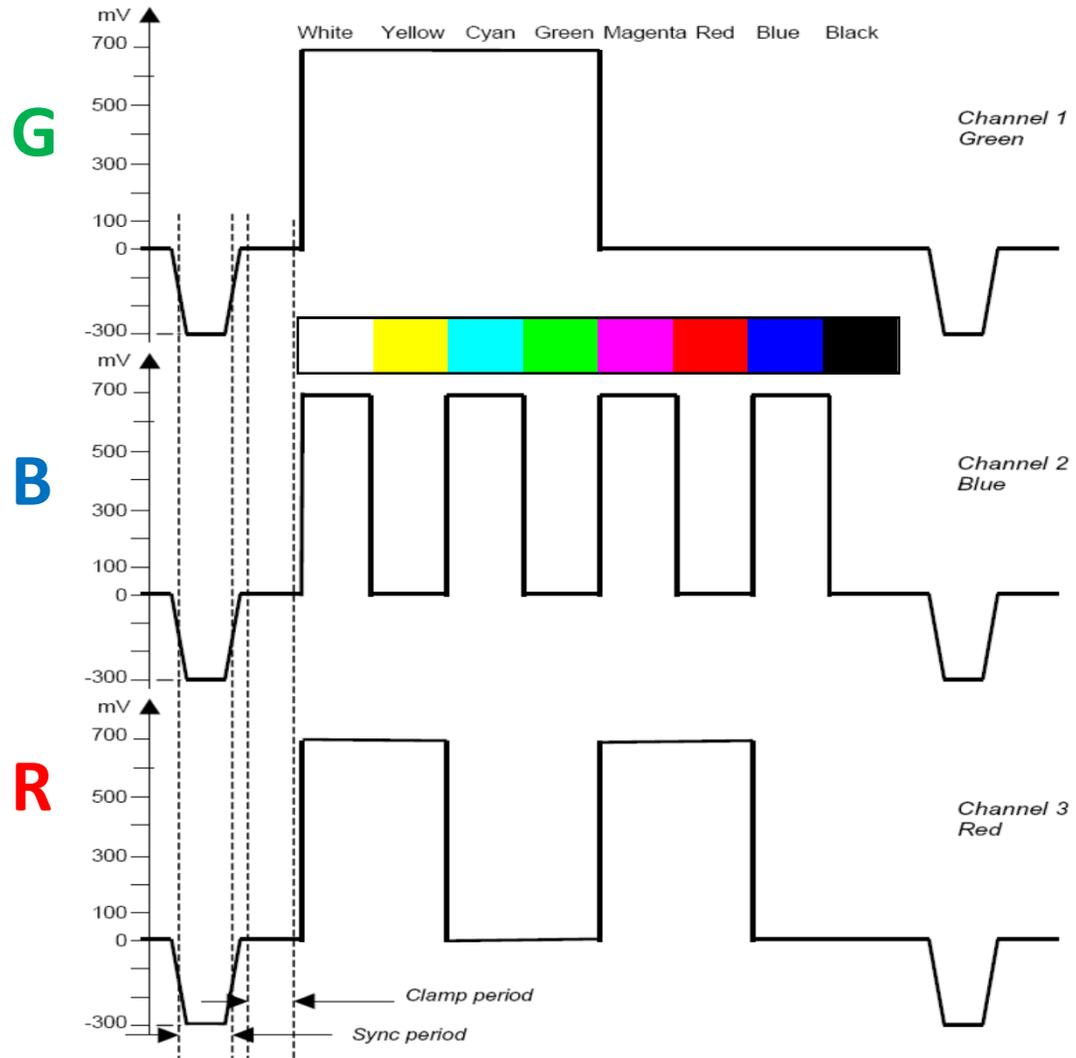 mV
White Yellow Cyan Green Magenta Red Blue Black
700
500
300
100
0
-300
G
Channel 1
Green
mV
700
500
300
100
0
-300
B
Channel 2
Blue
mV
700
500
300
100
0
-300
R
Channel 3
Red
Clamp period
Sync period